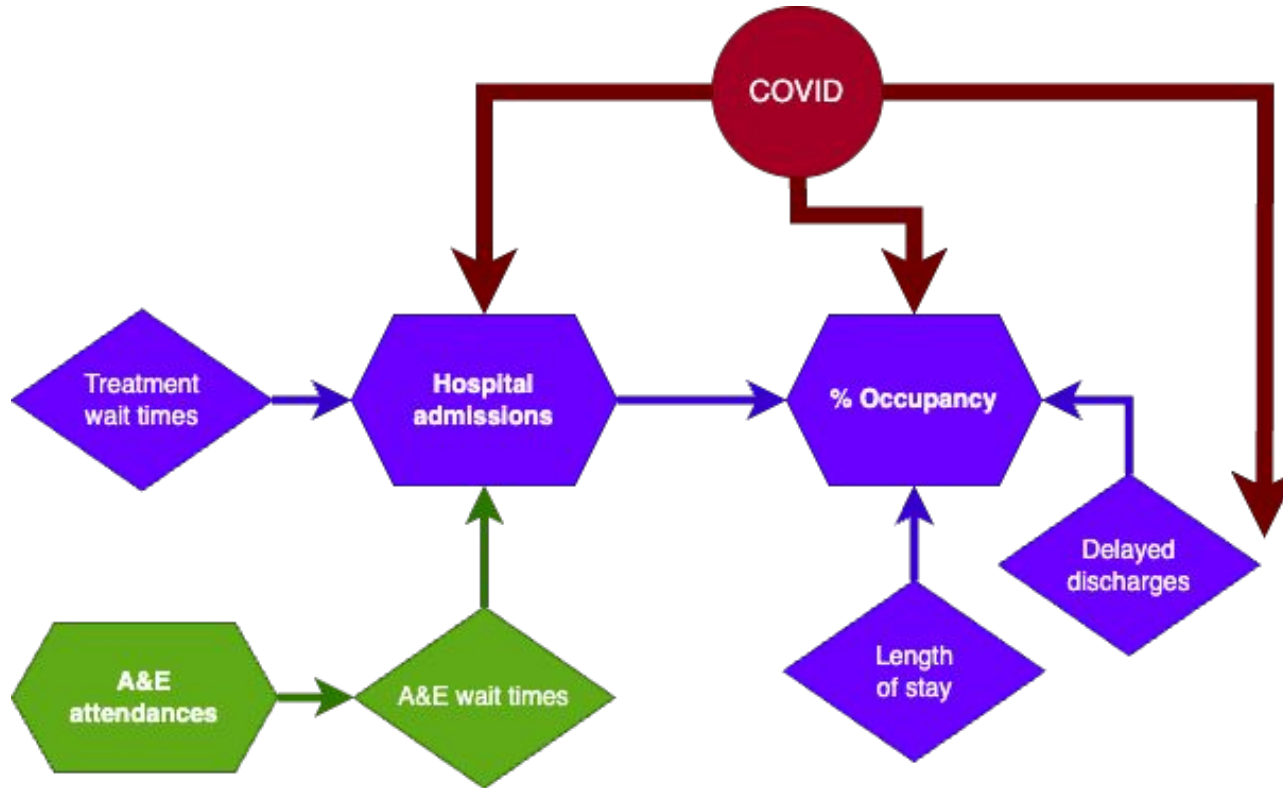 COVID
Treatment
wait times
Hospital
admissions
% Occupancy
Delayed
discharges
A&E
attendances
A&E wait times
Length
of stay